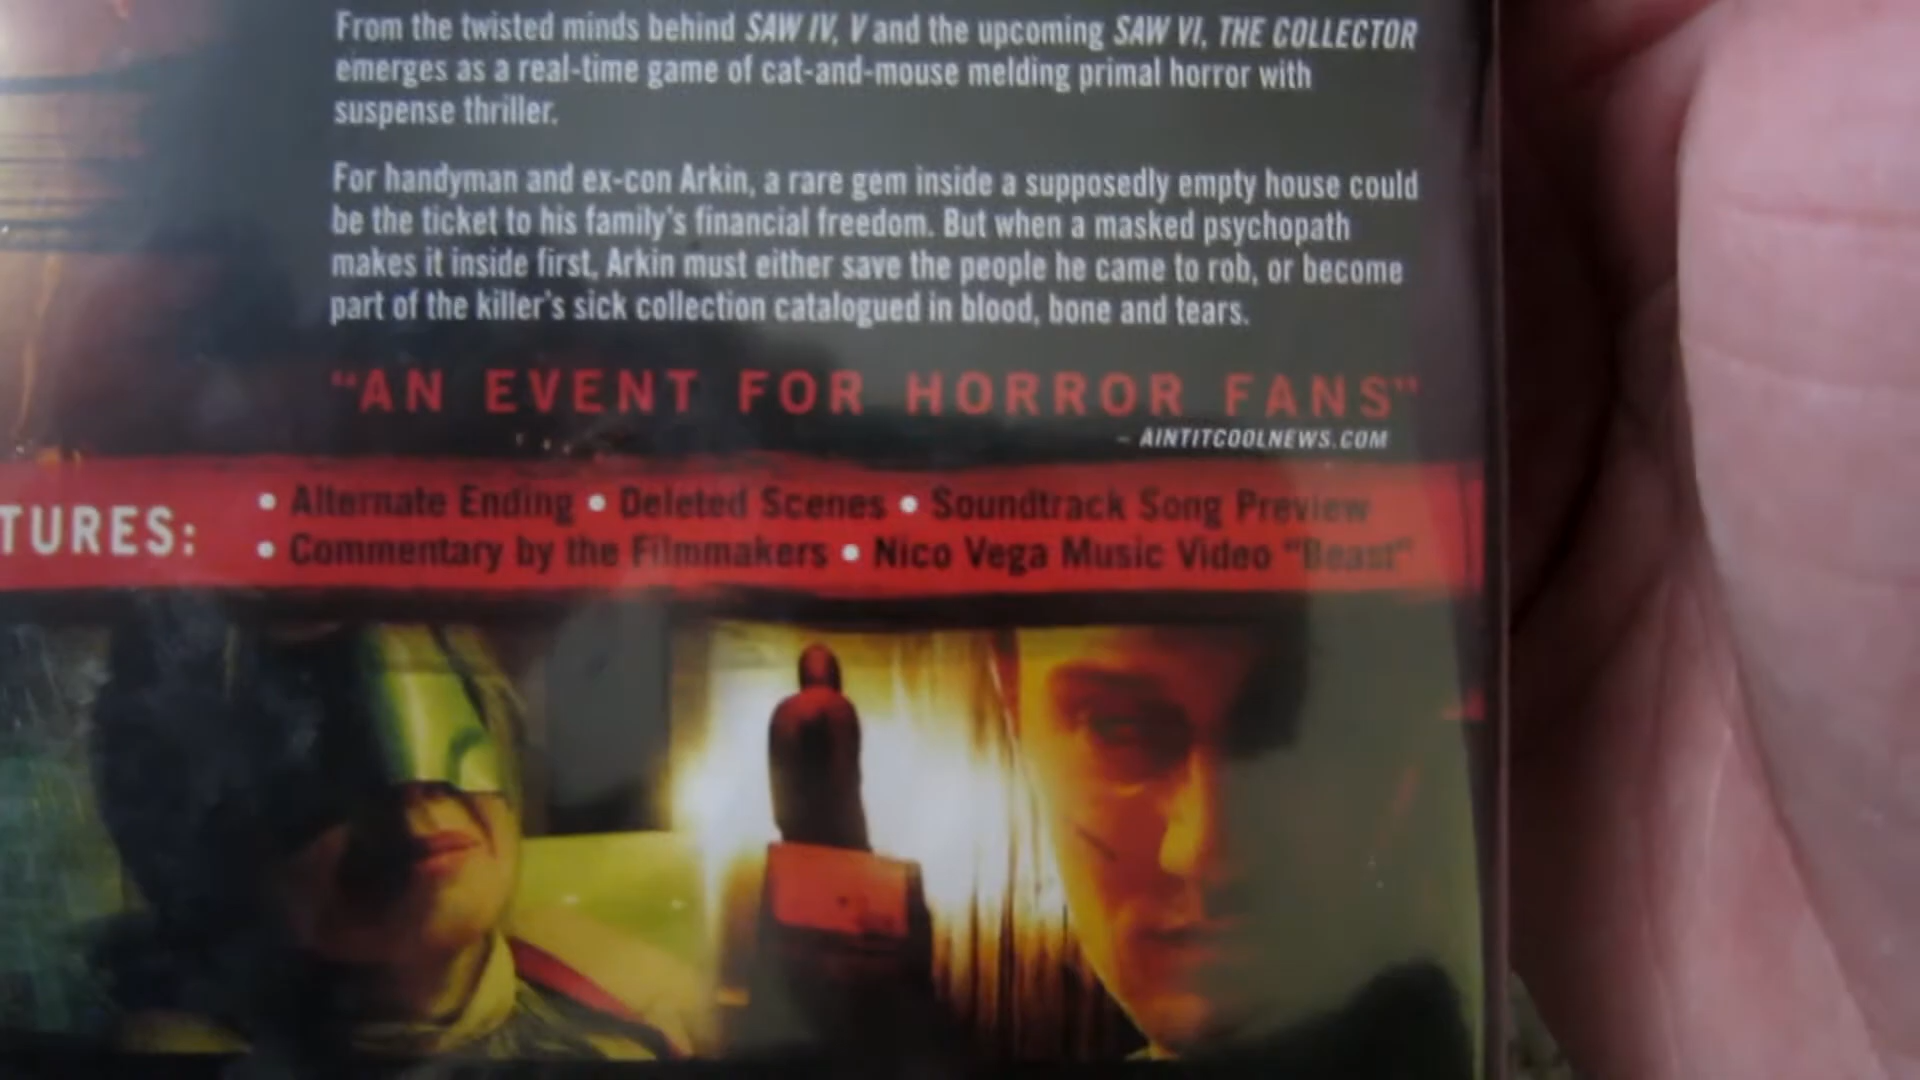 From the twisted minds behind SAW IV, V and the upcoming SAW VI, THE COLLECTOR
emerges as a real-time game of cat-and-mouse melding primal horror with
suspense thriller.
For handyman and ex-con Arkin, a rare gem inside a supposedly empty house could
be the ticket to his family's financial freedom. But when a masked psychopath
makes it inside first, Arkin must either save the people he came to rob, or become
part of the killer's sick collection catalogued in blood, bone and tears.
"AN EVENT FOR HORROR FANS"
– AINTITCOOLNEWS.COM
TURES:
• Alternate Ending • Deleted Scenes • Soundtrack Song Preview
• Commentary by the Filmmakers • Nico Vega Music Video "Beast"